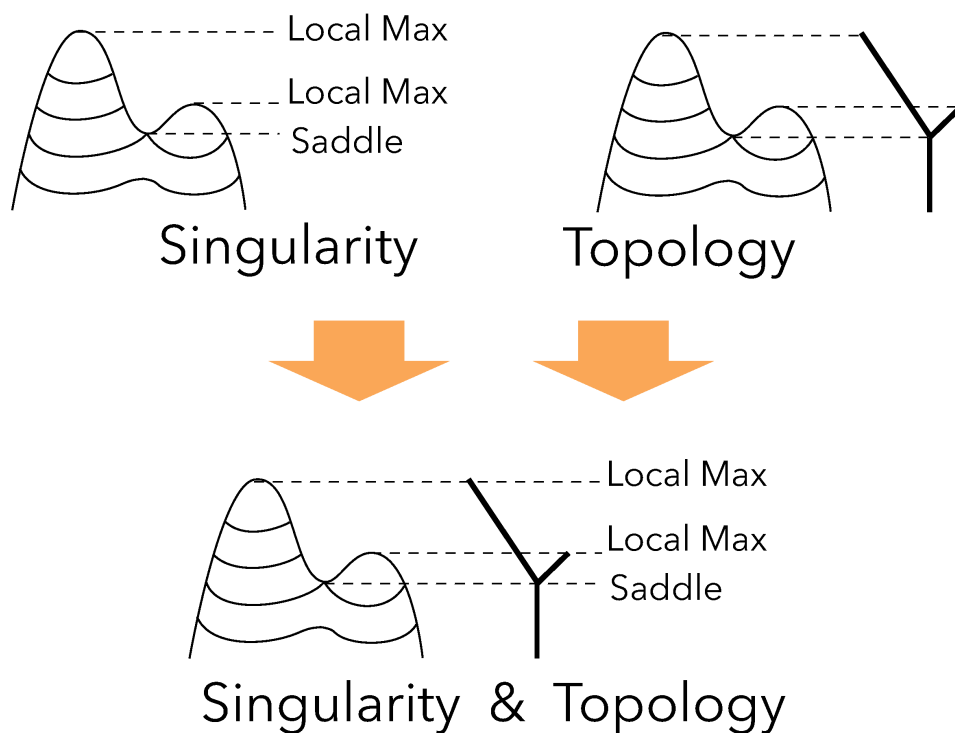 Local Max
Local Max
Saddle
Singularity
Topology
Local Max
Local Max
Saddle
Singularity & Topology